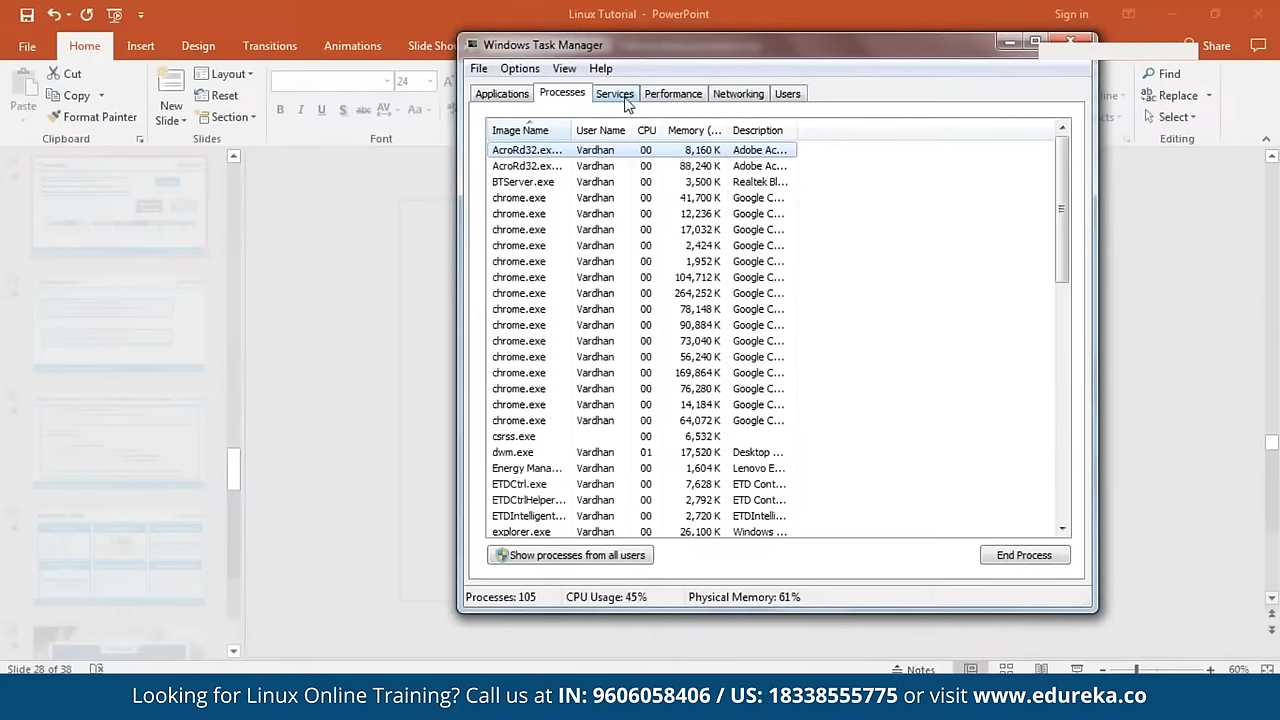 Linux Tutorial - PowerPoint
Sign in
File
Home
Insert
Design
Transitions
Animations
Slide Sho
Share
Cut
Copy
Format Painter
Paste
Clipboard
New
Slide
Layout
Reset
Section
Slides
24
B I U S abc AV Aa
Font
Find
Replace
Select
Editing
Windows Task Manager
File Options View Help
Applications Processes Services Performance Networking Users
Image Name User Name CPU Memory (... Description
AcroRd32.ex... Vardhan 00 8,160 K Adobe Ac...
AcroRd32.ex... Vardhan 00 88,240 K Adobe Ac...
BTServer.exe Vardhan 00 3,500 K Realtek Bl...
chrome.exe Vardhan 00 41,700 K Google C...
chrome.exe Vardhan 00 12,236 K Google C...
chrome.exe Vardhan 00 17,032 K Google C...
chrome.exe Vardhan 00 2,424 K Google C...
chrome.exe Vardhan 00 1,952 K Google C...
chrome.exe Vardhan 00 104,712 K Google C...
chrome.exe Vardhan 00 264,252 K Google C...
chrome.exe Vardhan 00 78,148 K Google C...
chrome.exe Vardhan 00 90,884 K Google C...
chrome.exe Vardhan 00 73,040 K Google C...
chrome.exe Vardhan 00 56,240 K Google C...
chrome.exe Vardhan 00 169,864 K Google C...
chrome.exe Vardhan 00 76,280 K Google C...
chrome.exe Vardhan 00 14,184 K Google C...
chrome.exe Vardhan 00 64,072 K Google C...
csrss.exe 00 6,532 K
dwm.exe Vardhan 01 17,520 K Desktop ...
Energy Mana... Vardhan 00 1,604 K Lenovo E...
ETDCtrl.exe Vardhan 00 7,628 K ETD Cont...
ETDCtrlHelper... Vardhan 00 2,792 K ETD Cont...
ETDIntelligent... Vardhan 00 2,720 K ETDIntelli...
explorer.exe Vardhan 00 26,100 K Windows ...
Show processes from all users
End Process
Processes: 105 CPU Usage: 45% Physical Memory: 61%
Slide 28 of 38
Notes
60%
Looking for Linux Online Training? Call us at IN: 9606058406 / US: 18338555775 or visit www.edureka.co